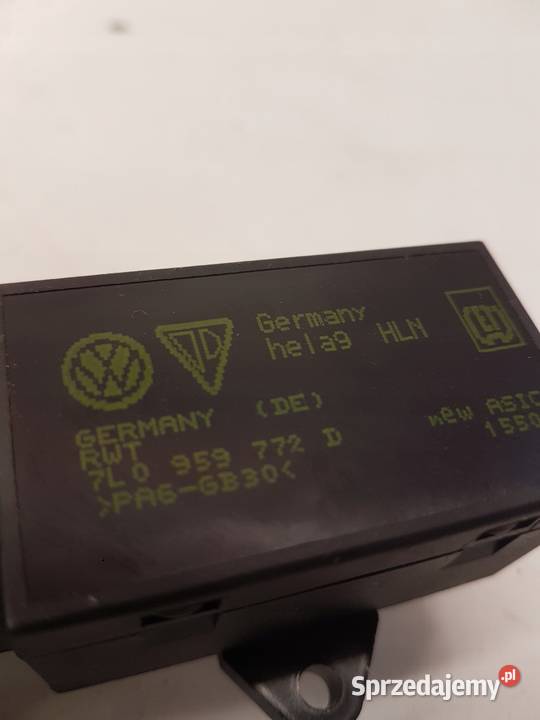 Germany
hela9 HLN
GERMANY (DE)
RWT
7L0 959 772 D
>PA6-GB30<
new ASIC
1550
Sprzedajemy.pl